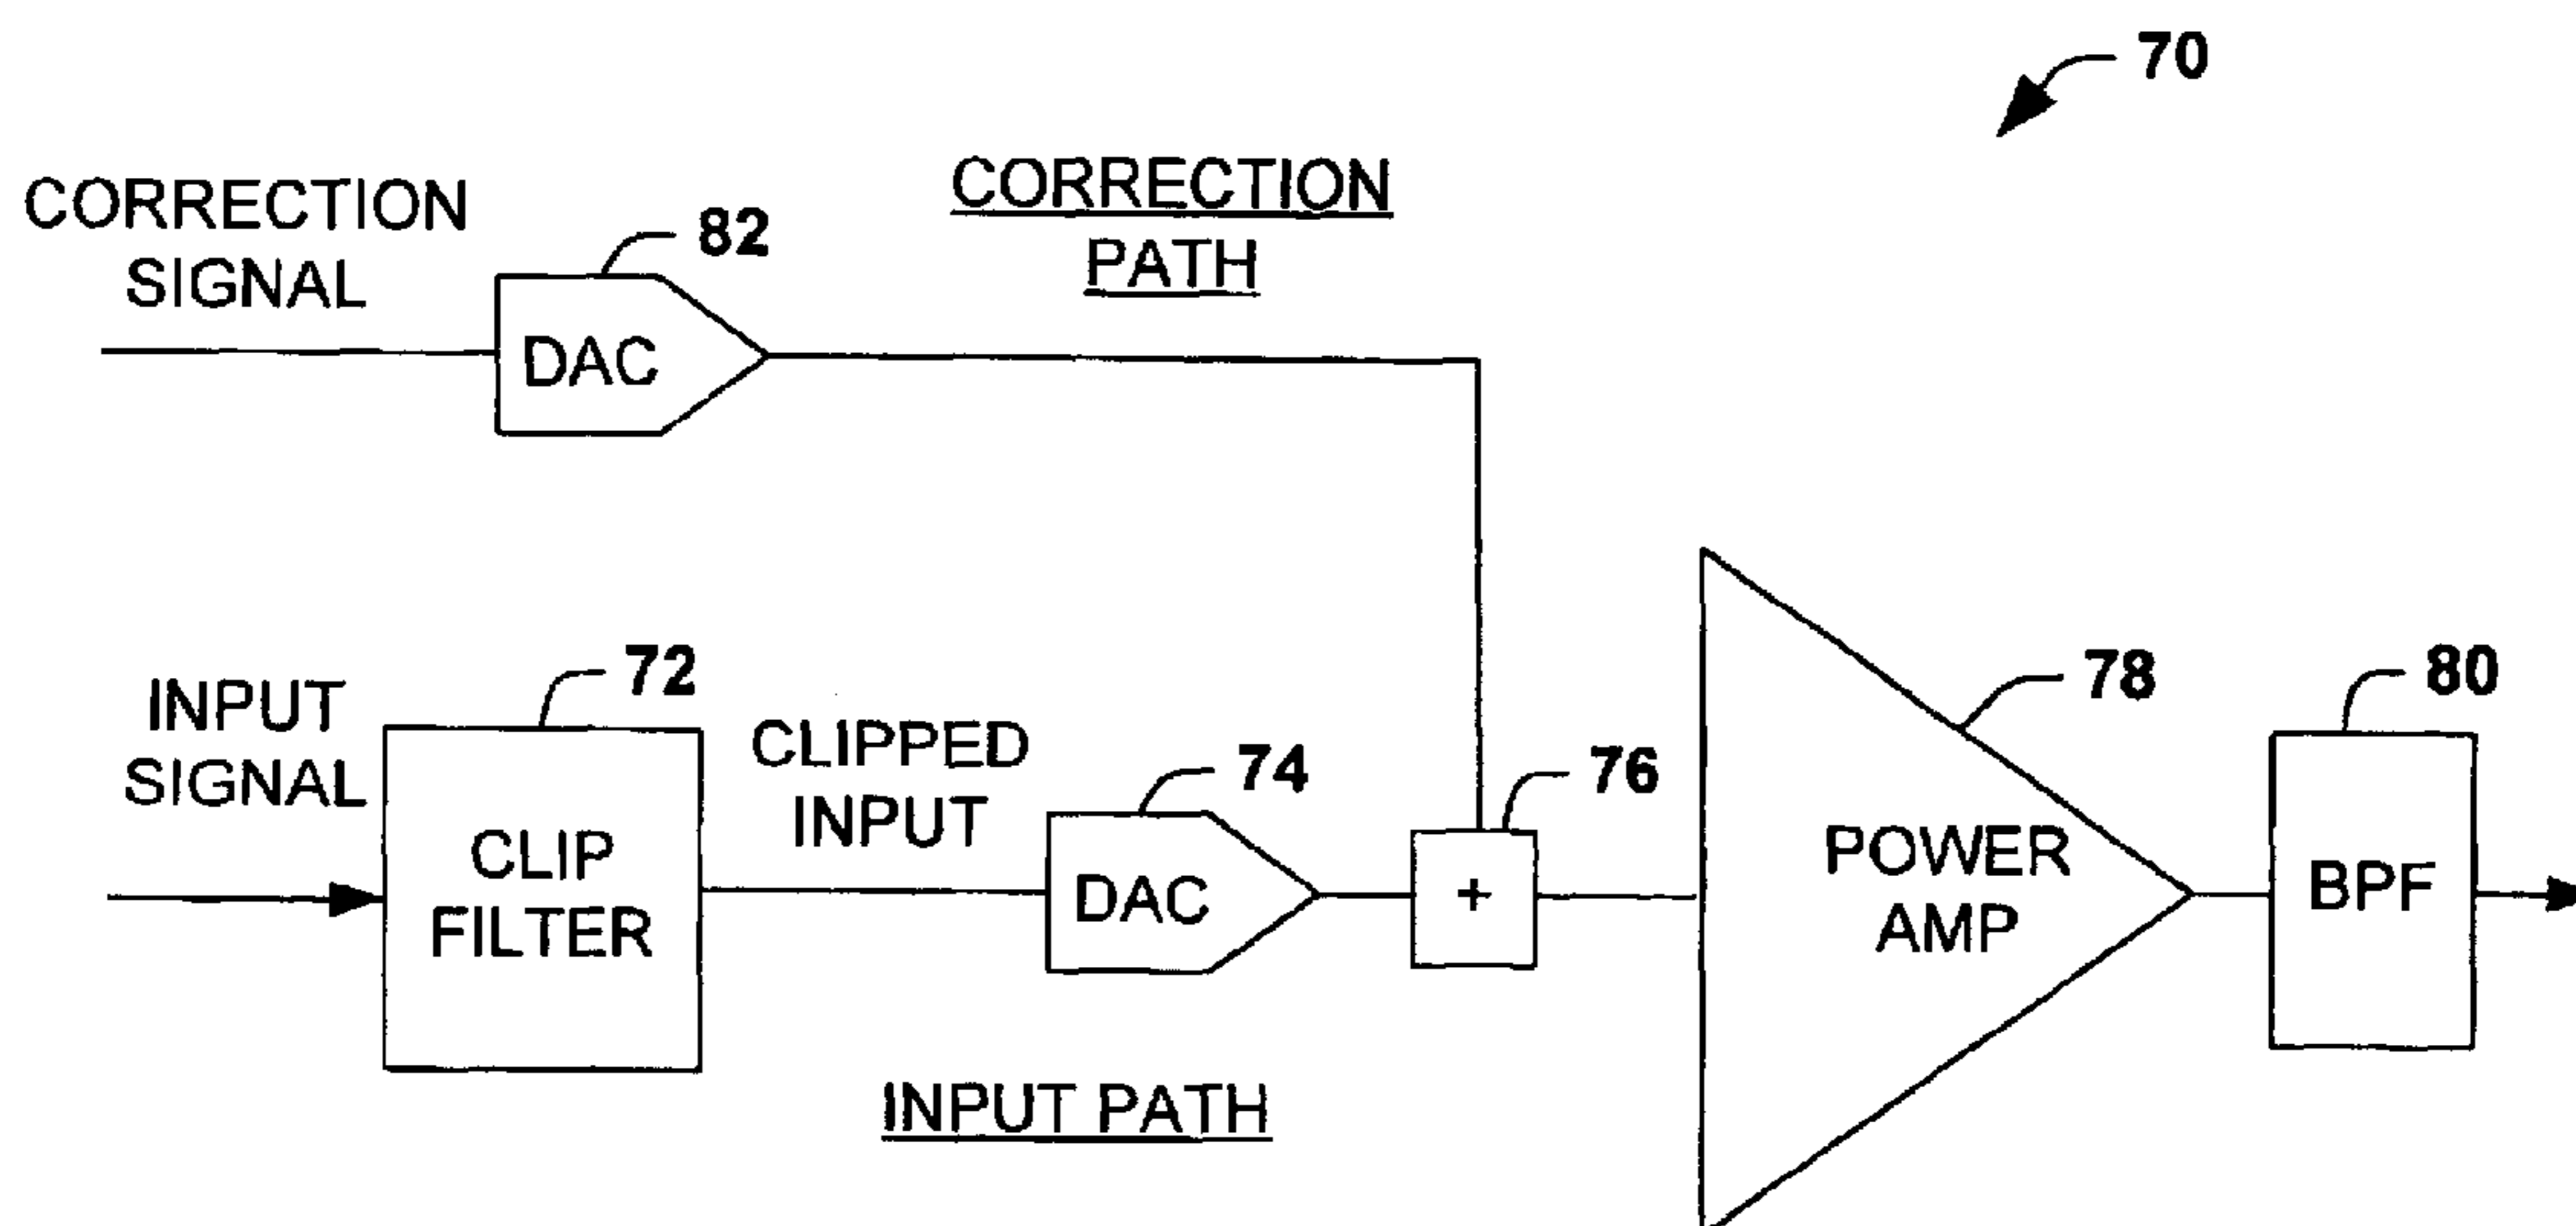 70
CORRECTION
SIGNAL
82
CORRECTION
PATH
DAC
INPUT
SIGNAL
72
CLIP
FILTER
CLIPPED
INPUT
74
DAC
76
+
78
POWER
AMP
80
BPF
INPUT PATH